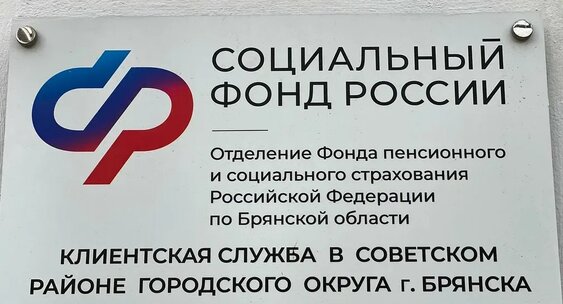 СОЦИАЛЬНЫЙ
ФОНД РОССИИ
Отделение Фонда пенсионного
и социального страхования
Российской Федерации
по Брянской области
КЛИЕНТСКАЯ СЛУЖБА В СОВЕТСКОМ
РАЙОНЕ ГОРОДСКОГО ОКРУГА г. БРЯНСКА